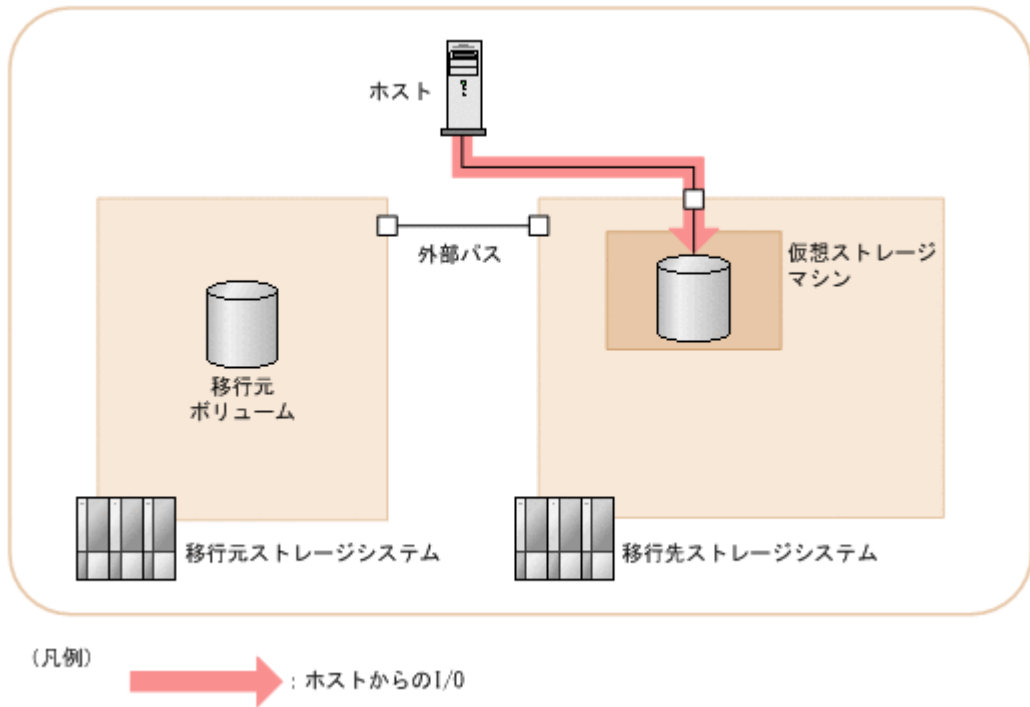 ホスト
外部パス
仮想ストレージ
マシン
移行元
ボリューム
移行元ストレージシステム
移行先ストレージシステム
(凡例)
: ホストからのI/O